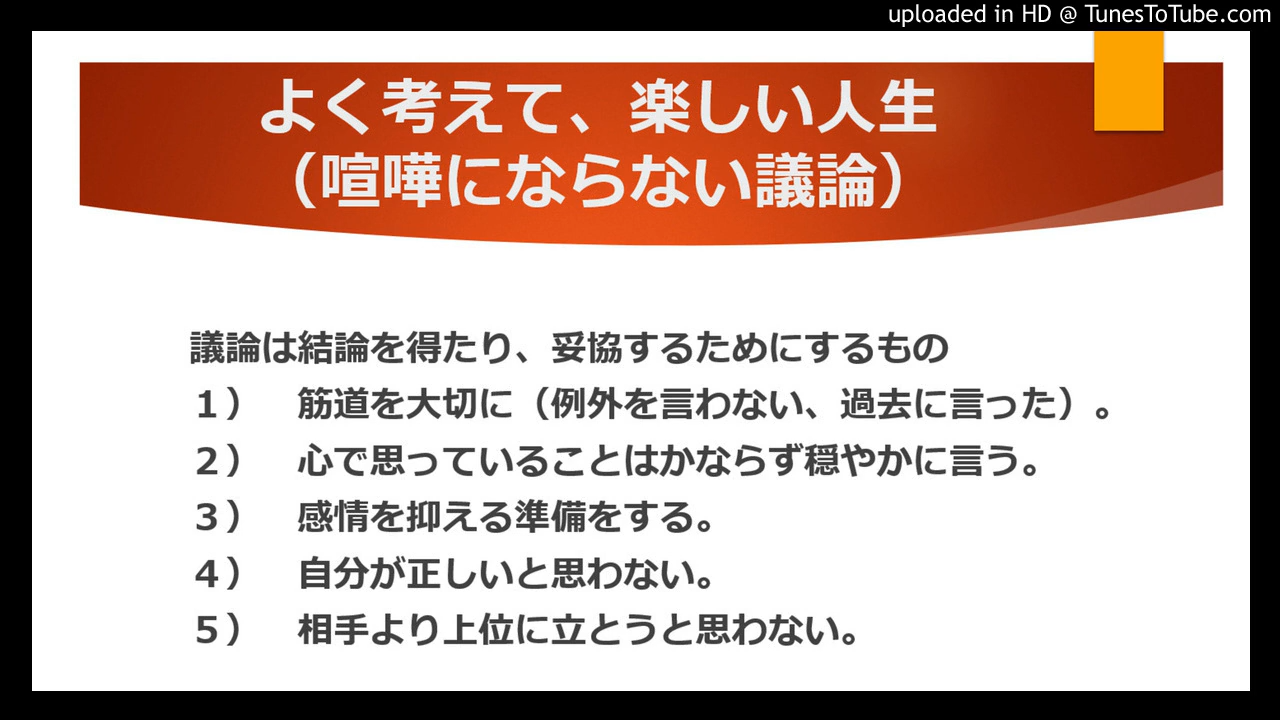 uploaded in HD @ TunesToTube.com
よく考えて、楽しい人生
（喧嘩にならない議論）
議論は結論を得たり、妥協するためにするもの
１）　筋道を大切に（例外を言わない、過去に言った）。
２）　心で思っていることはかならず穏やかに言う。
３）　感情を抑える準備をする。
４）　自分が正しいと思わない。
５）　相手より上位に立とうと思わない。